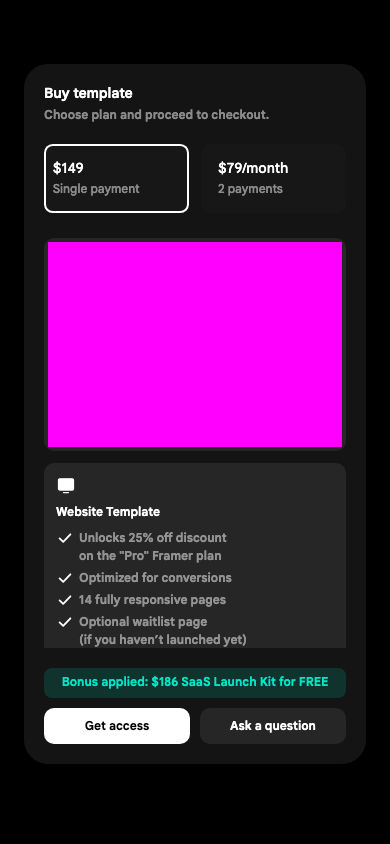 Buy template
Choose plan and proceed to checkout.
$149
Single payment
$79/month
2 payments
Website Template
Unlocks 25% off discount
on the "Pro" Framer plan
Optimized for conversions
14 fully responsive pages
Optional waitlist page
(if you haven’t launched yet)
Bonus applied: $186 SaaS Launch Kit for FREE
Get access
Ask a question